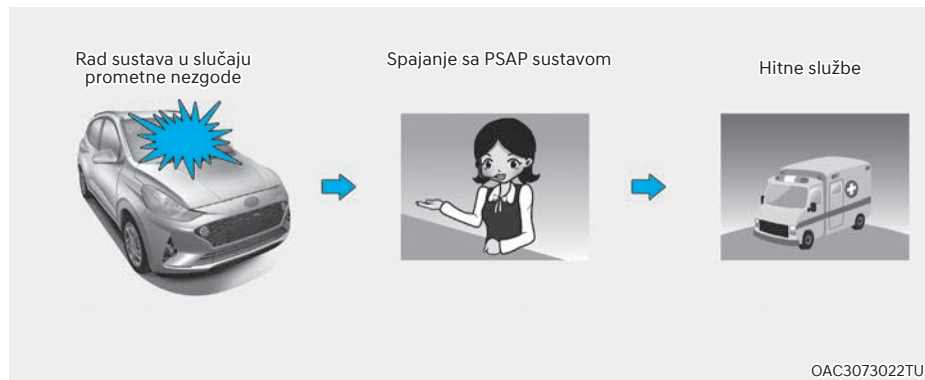 Rad sustava u slučaju
prometne nezgode
Spajanje sa PSAP sustavom
Hitne službe
OAC3073022TU